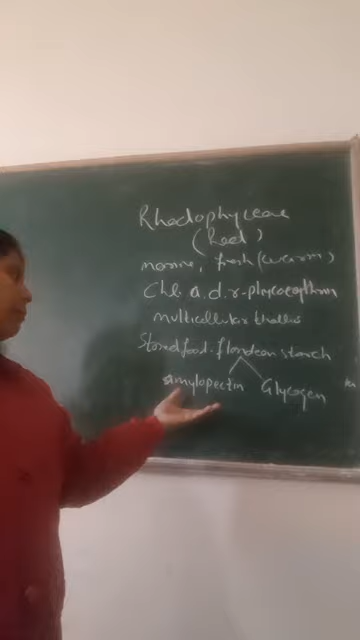 Rhodophyceae
(Red)
marine, fresh (warm)
Chl a, d, r-phycoerythrin
multicellular thallus
Stored food - floridean starch
amylopectin Glycogen